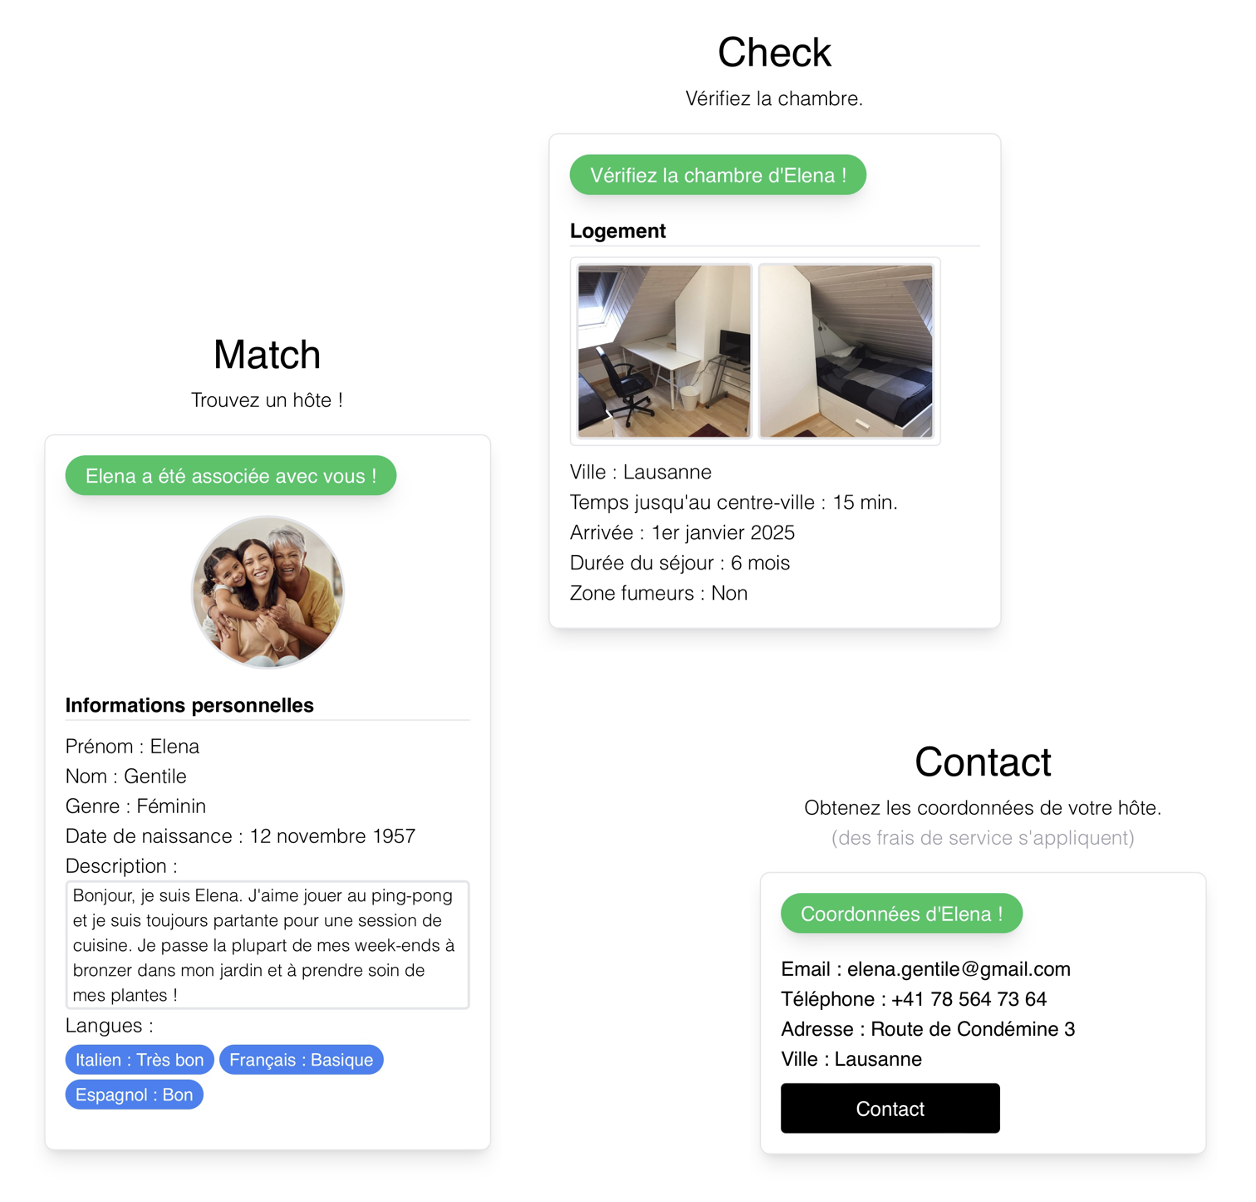 Check
Vérifiez la chambre.
Vérifiez la chambre d'Elena !
Logement
Ville : Lausanne
Temps jusqu'au centre-ville : 15 min.
Arrivée : 1er janvier 2025
Durée du séjour : 6 mois
Zone fumeurs : Non
Match
Trouvez un hôte !
Elena a été associée avec vous !
Informations personnelles
Prénom : Elena
Nom : Gentile
Genre : Féminin
Date de naissance : 12 novembre 1957
Description :
Bonjour, je suis Elena. J'aime jouer au ping-pong
et je suis toujours partante pour une session de
cuisine. Je passe la plupart de mes week-ends à
bronzer dans mon jardin et à prendre soin de
mes plantes !
Langues :
Italien : Très bon
Français : Basique
Espagnol : Bon
Contact
Obtenez les coordonnées de votre hôte.
(des frais de service s'appliquent)
Coordonnées d'Elena !
Email : elena.gentile@gmail.com
Téléphone : +41 78 564 73 64
Adresse : Route de Condémine 3
Ville : Lausanne
Contact